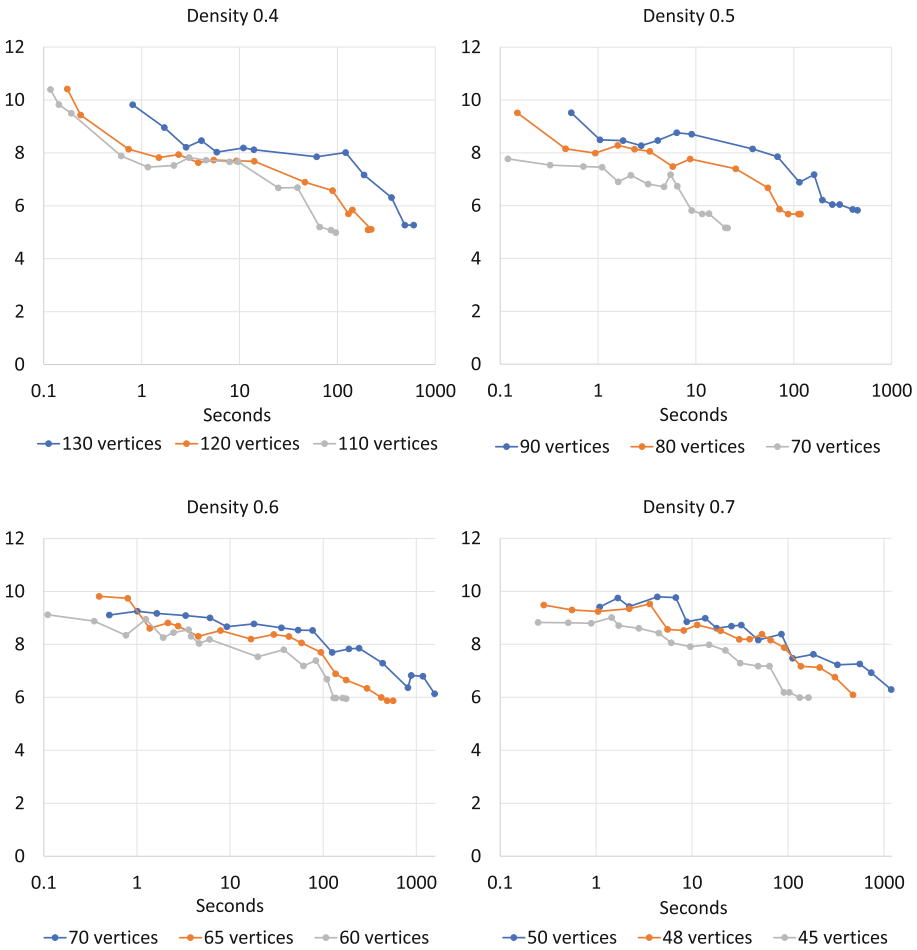 Density 0.4
12
10
8
6
4
2
0
0.1 1 10 100 1000
Seconds
130 vertices 120 vertices 110 vertices
Density 0.5
12
10
8
6
4
2
0
0.1 1 10 100 1000
Seconds
90 vertices 80 vertices 70 vertices
Density 0.6
12
10
8
6
4
2
0
0.1 1 10 100 1000
Seconds
70 vertices 65 vertices 60 vertices
Density 0.7
12
10
8
6
4
2
0
0.1 1 10 100 1000
Seconds
50 vertices 48 vertices 45 vertices